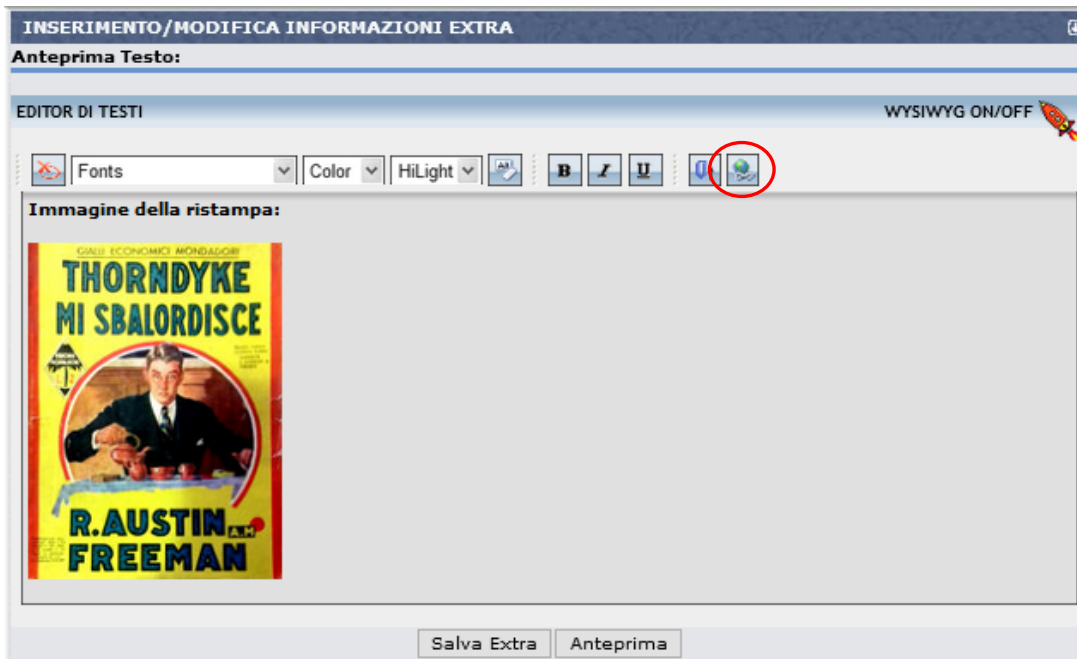 INSERIMENTO/MODIFICA INFORMAZIONI EXTRA
Anteprima Testo:
EDITOR DI TESTI
WYSIWYG ON/OFF
Fonts
Color
HiLight
B I U
Immagine della ristampa:
GIALLI ECONOMICI MONDADORI
THORNDYKE
MI SBALORDISCE
R. AUSTIN
A.M
FREEMAN
Salva Extra
Anteprima